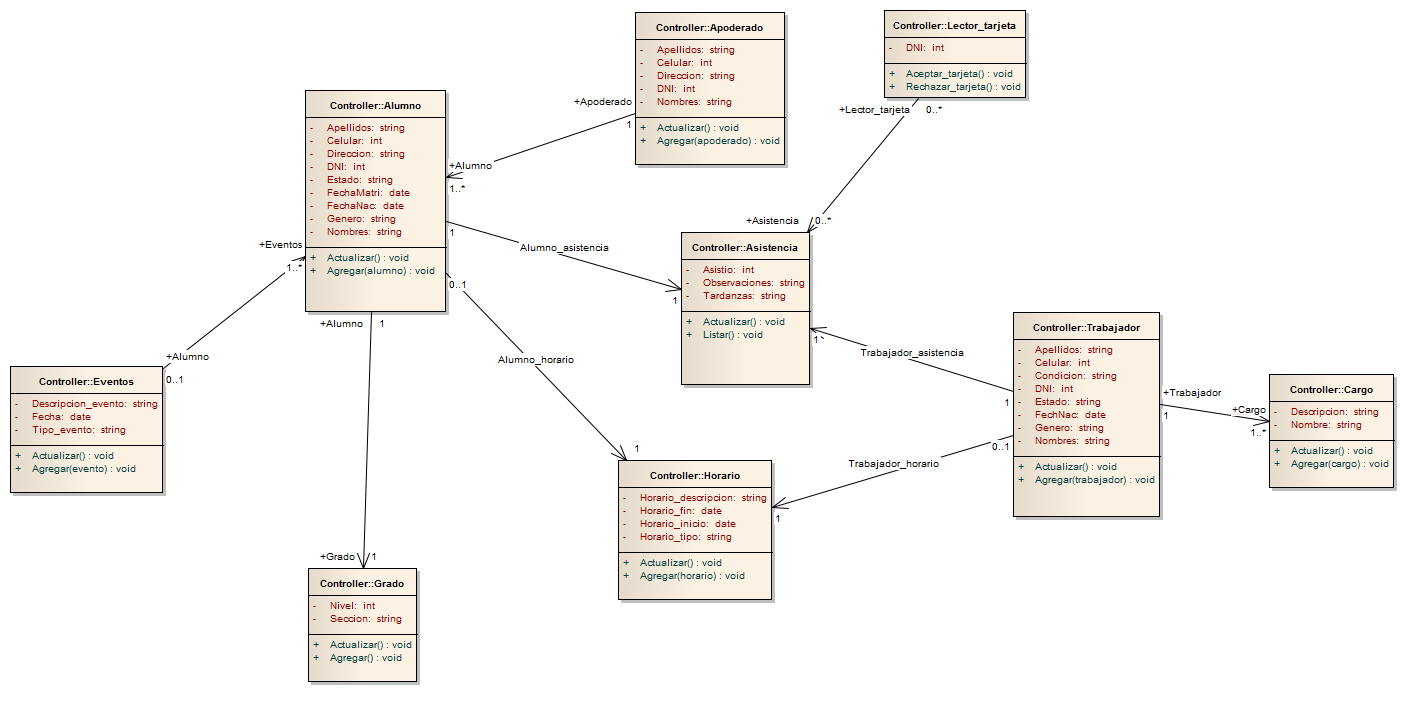 Controller::Apoderado
- Apellidos: string
- Celular: int
- Direccion: string
- DNI: int
- Nombres: string
+ Actualizar() : void
+ Agregar(apoderado) : void
Controller::Lector_tarjeta
- DNI: int
+ Aceptar_tarjeta() : void
+ Rechazar_tarjeta() : void
Controller::Alumno
- Apellidos: string
- Celular: int
- Direccion: string
- DNI: int
- Estado: string
- FechaMatri: date
- FechaNac: date
- Genero: string
- Nombres: string
+ Actualizar() : void
+ Agregar(alumno) : void
+Apoderado
1
+Alumno
1..*
+Lector_tarjeta
0..*
+Asistencia
0..*
Controller::Asistencia
- Asistio: int
- Observaciones: string
- Tardanzas: string
+ Actualizar() : void
+ Listar() : void
1
Alumno_asistencia
1
+Eventos
1..*
+Alumno
0..1
Controller::Eventos
- Descripcion_evento: string
- Fecha: date
- Tipo_evento: string
+ Actualizar() : void
+ Agregar(evento) : void
0..1
Alumno_horario
1
+Alumno
1
+Grado
1
Controller::Grado
- Nivel: int
- Seccion: string
+ Actualizar() : void
+ Agregar() : void
Controller::Horario
- Horario_descripcion: string
- Horario_fin: date
- Horario_inicio: date
- Horario_tipo: string
+ Actualizar() : void
+ Agregar(horario) : void
1`
Trabajador_asistencia
1
0..1
Trabajador_horario
1
Controller::Trabajador
- Apellidos: string
- Celular: int
- Condicion: string
- DNI: int
- Estado: string
- FechNac: date
- Genero: string
- Nombres: string
+ Actualizar() : void
+ Agregar(trabajador) : void
+Trabajador
1
+Cargo
1..*
Controller::Cargo
- Descripcion: string
- Nombre: string
+ Actualizar() : void
+ Agregar(cargo) : void